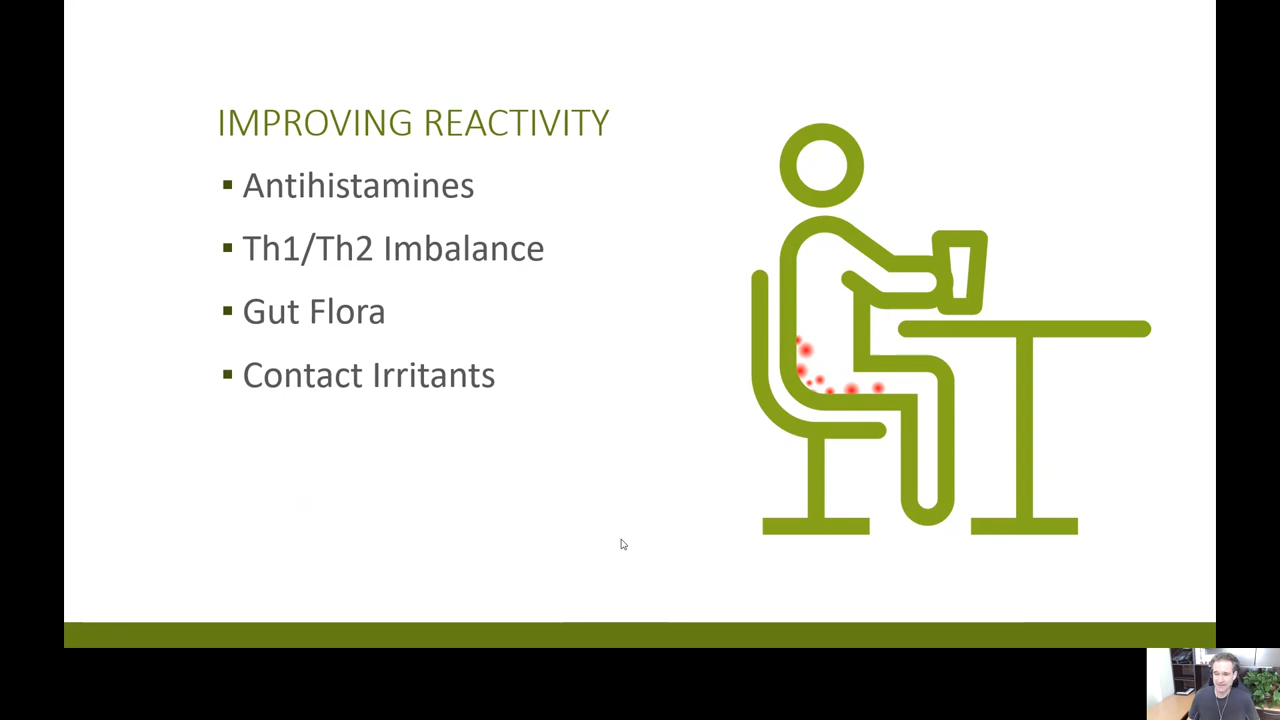 IMPROVING REACTIVITY
▪ Antihistamines
▪ Th1/Th2 Imbalance
▪ Gut Flora
▪ Contact Irritants